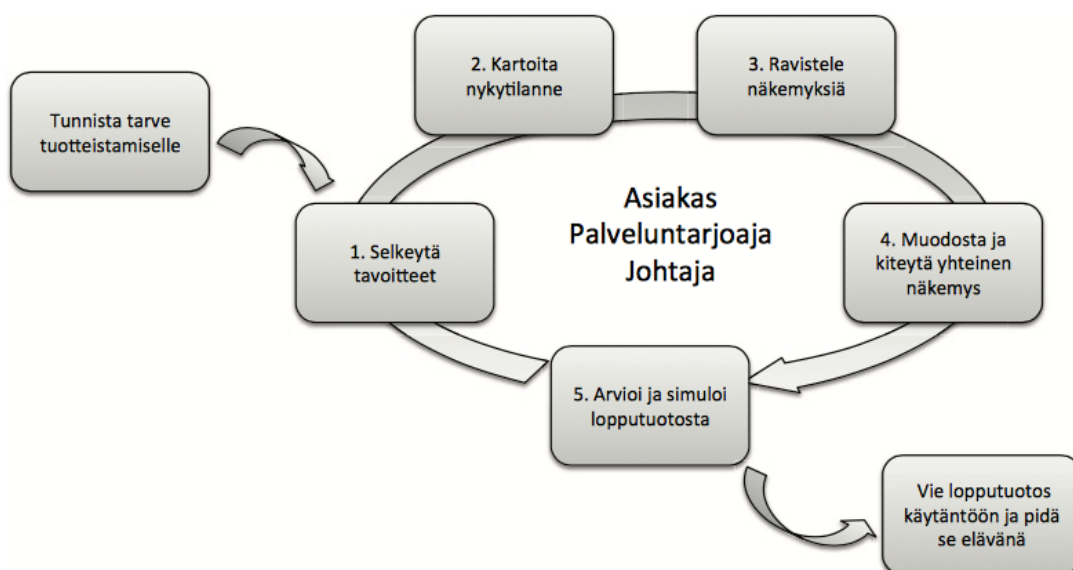 Tunnista tarve
tuotteistamiselle
1. Selkeytä
tavoitteet
2. Kartoita
nykytilanne
3. Ravistele
näkemyksiä
4. Muodosta ja
kiteytä yhteinen
näkemys
5. Arvioi ja simuloi
lopputuotosta
Vie lopputuotos
käytäntöön ja pidä
se elävänä
Asiakas
Palveluntarjoaja
Johtaja